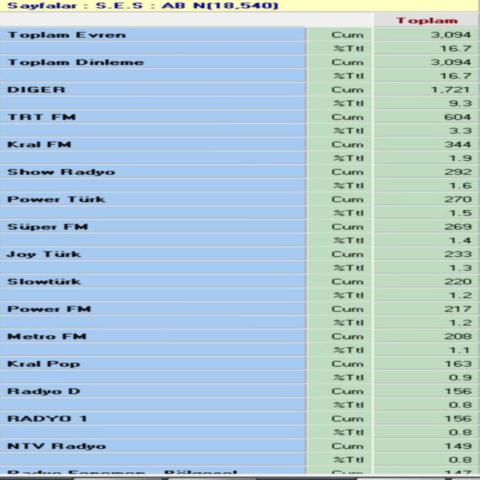 Sayfalar : S.E.S : AB N(18,540)
Toplam
Toplam Evren Cum 3,094
%Ttl 16.7
Toplam Dinleme Cum 3,094
%Ttl 16.7
DIGER Cum 1,721
%Ttl 9.3
TRT FM Cum 604
%Ttl 3.3
Kral FM Cum 344
%Ttl 1.9
Show Radyo Cum 292
%Ttl 1.6
Power Türk Cum 270
%Ttl 1.5
Süper FM Cum 269
%Ttl 1.4
Joy Türk Cum 233
%Ttl 1.3
Slowtürk Cum 220
%Ttl 1.2
Power FM Cum 217
%Ttl 1.2
Metro FM Cum 208
%Ttl 1.1
Kral Pop Cum 163
%Ttl 0.9
Radyo D Cum 156
%Ttl 0.8
RADYO 1 Cum 156
%Ttl 0.8
NTV Radyo Cum 149
%Ttl 0.8
Cum 147